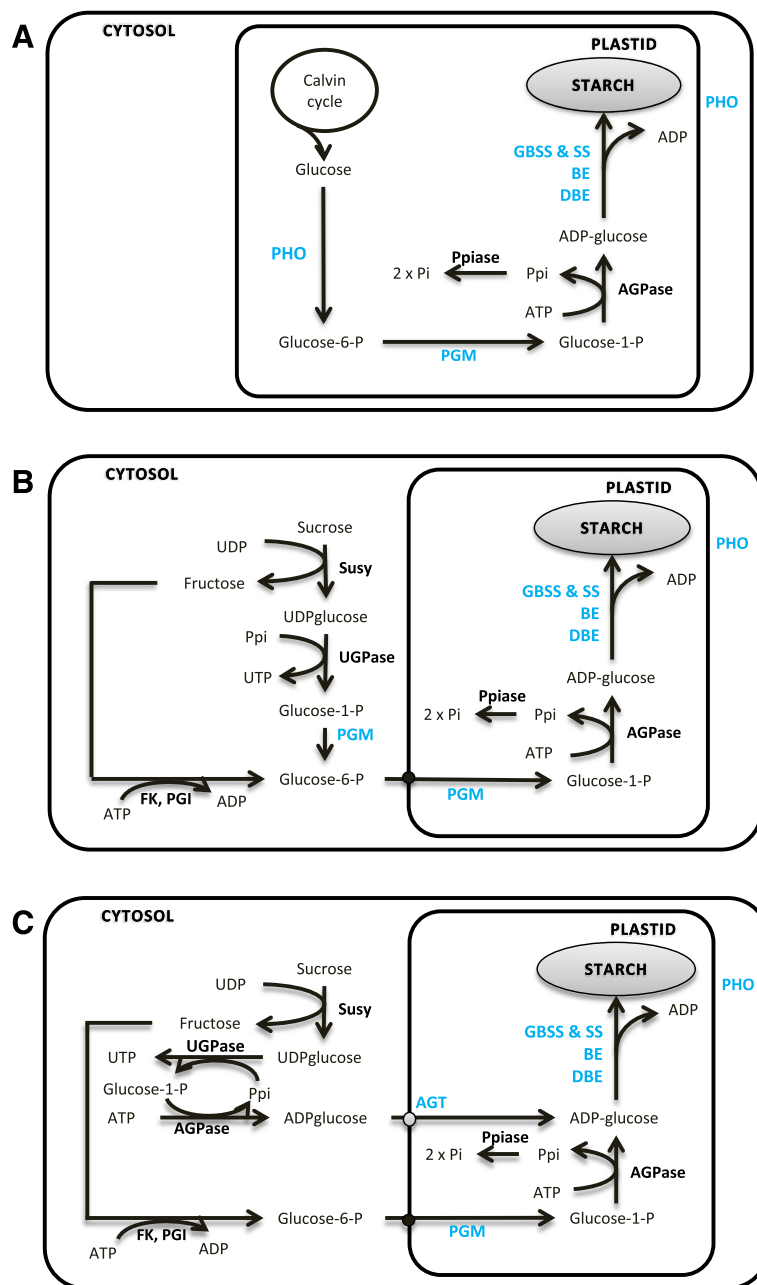 A
CYTOSOL
PLASTID
Calvin
cycle
STARCH
PHO
ADP
GBSS & SS
BE
DBE
Glucose
PHO
ADP-glucose
2 x Pi
Ppiase
Ppi
AGPase
ATP
Glucose-6-P
PGM
Glucose-1-P
B
CYTOSOL
PLASTID
Sucrose
STARCH
UDP
PHO
Susy
Fructose
ADP
GBSS & SS
BE
DBE
UDPglucose
Ppi
UGPase
UTP
ADP-glucose
Glucose-1-P
2 x Pi
Ppiase
Ppi
PGM
AGPase
ATP
Glucose-6-P
PGM
Glucose-1-P
FK, PGI
ATP
ADP
C
CYTOSOL
PLASTID
Sucrose
STARCH
UDP
PHO
Susy
ADP
Fructose
GBSS & SS
UGPase
BE
UTP
UDPglucose
DBE
Glucose-1-P
Ppi
AGT
ATP
ADPglucose
ADP-glucose
AGPase
Ppiase
2 x Pi
Ppi
AGPase
ATP
Glucose-6-P
PGM
Glucose-1-P
FK, PGI
ATP
ADP